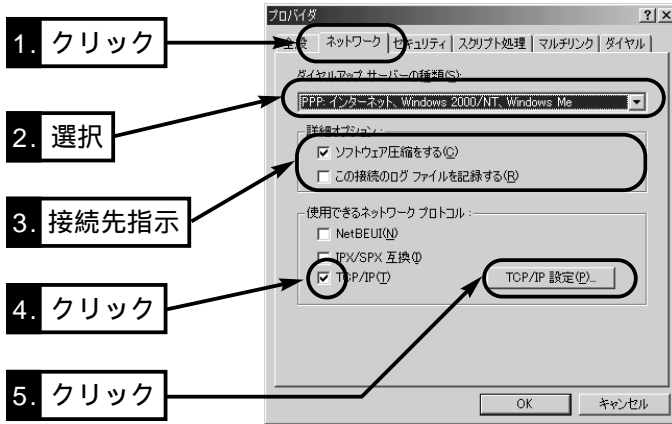 プロバイダ
1. クリック
全般 ネットワーク セキュリティ スクリプト処理 マルチリンク ダイヤル
ダイヤルアップ サーバーの種類(S):
2. 選択
PPP: インターネット、Windows 2000/NT、Windows Me
詳細オプション :
ソフトウェア圧縮をする(C)
この接続のログ ファイルを記録する(R)
3. 接続先指示
使用できるネットワーク プロトコル :
NetBEUI(N)
IPX/SPX 互換(I)
TCP/IP(T)
TCP/IP 設定(P)...
4. クリック
5. クリック
OK キャンセル